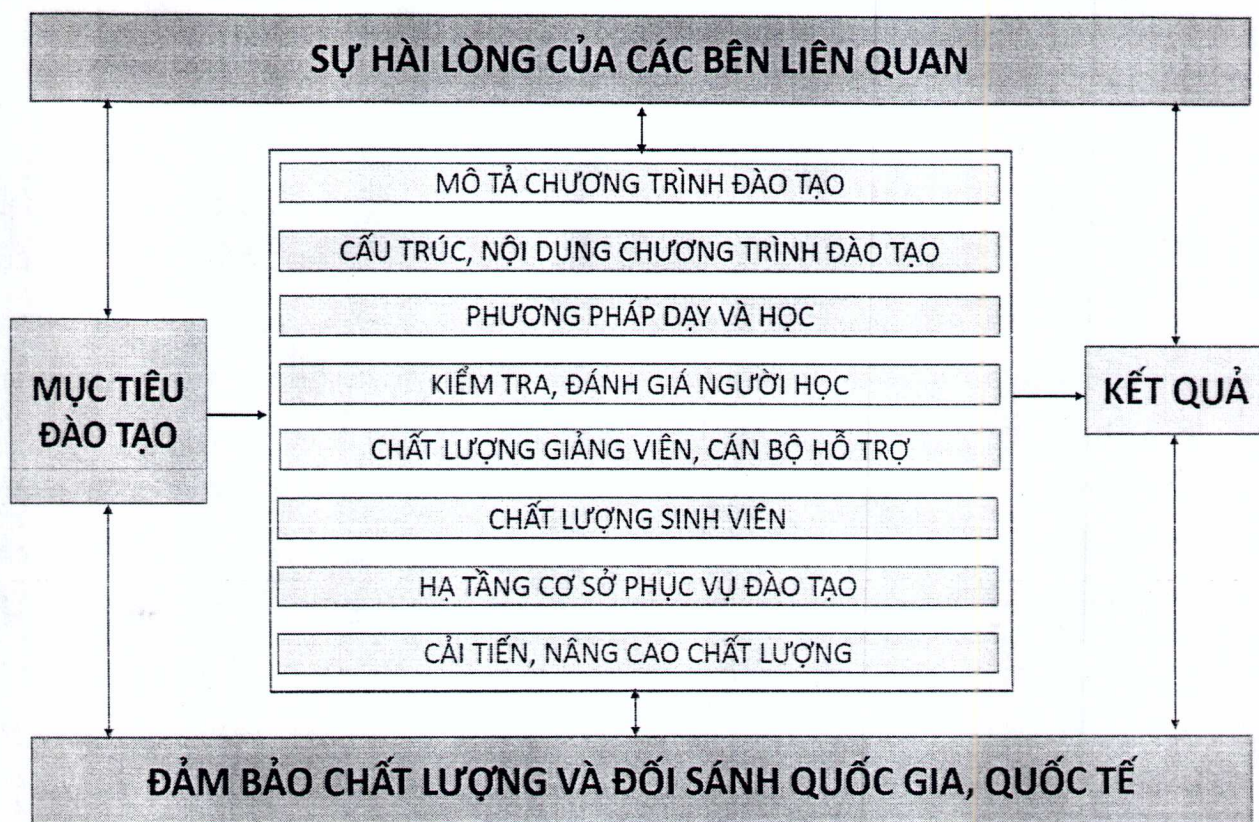 SỰ HÀI LÒNG CỦA CÁC BÊN LIÊN QUAN
MÔ TẢ CHƯƠNG TRÌNH ĐÀO TẠO
CẤU TRÚC, NỘI DUNG CHƯƠNG TRÌNH ĐÀO TẠO
PHƯƠNG PHÁP DẠY VÀ HỌC
MỤC TIÊU
ĐÀO TẠO
KIỂM TRA, ĐÁNH GIÁ NGƯỜI HỌC
CHẤT LƯỢNG GIẢNG VIÊN, CÁN BỘ HỖ TRỢ
CHẤT LƯỢNG SINH VIÊN
HẠ TẦNG CƠ SỞ PHỤC VỤ ĐÀO TẠO
CẢI TIẾN, NÂNG CAO CHẤT LƯỢNG
KẾT QUẢ
ĐẢM BẢO CHẤT LƯỢNG VÀ ĐỐI SÁNH QUỐC GIA, QUỐC TẾ